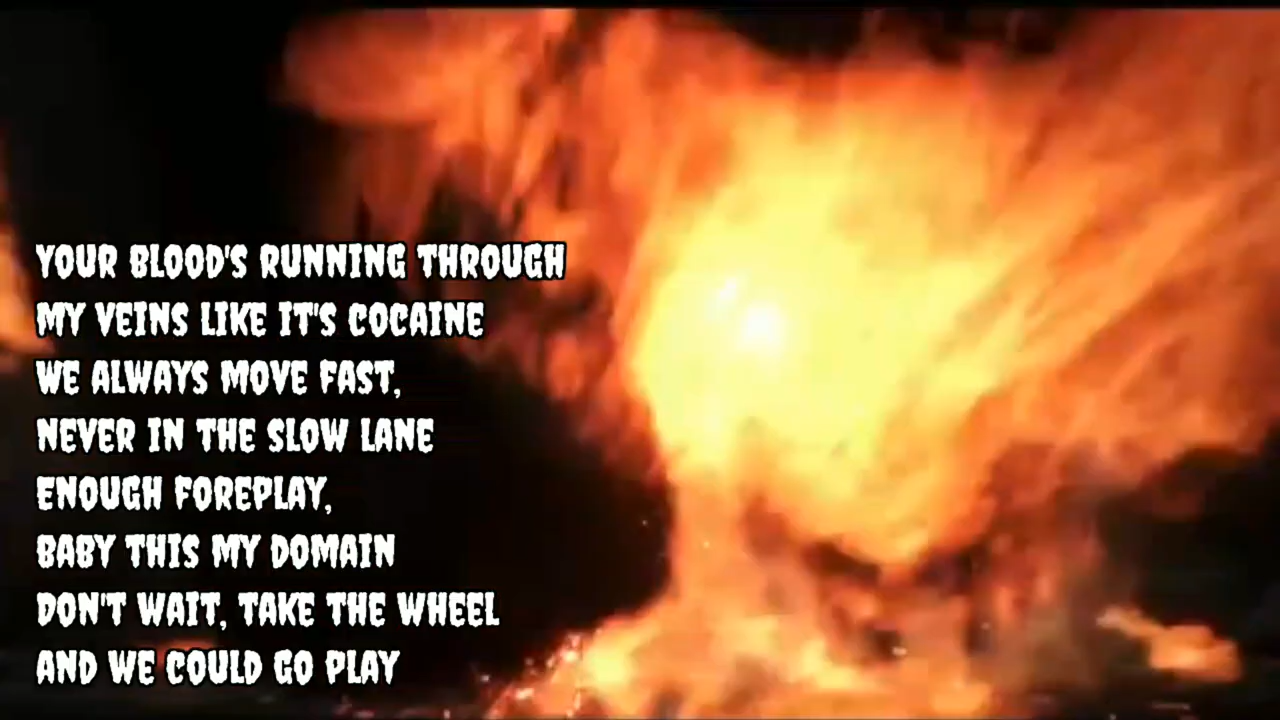 YOUR BLOOD'S RUNNING THROUGH
MY VEINS LIKE IT'S COCAINE
WE ALWAYS MOVE FAST,
NEVER IN THE SLOW LANE
ENOUGH FOREPLAY,
BABY THIS MY DOMAIN
DON'T WAIT, TAKE THE WHEEL
AND WE COULD GO PLAY